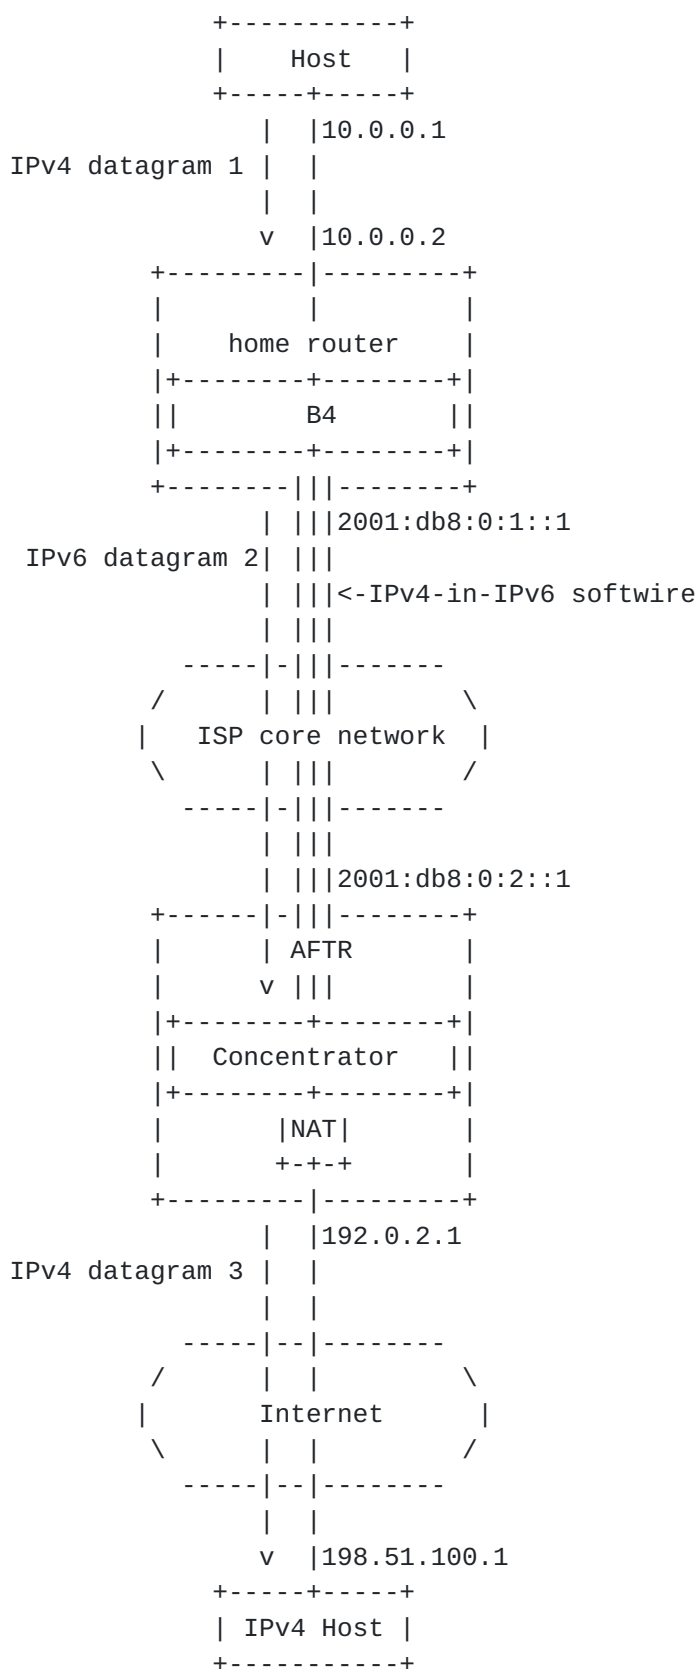 Host
10.0.0.1
IPv4 datagram 1
10.0.0.2
home router
B4
2001:db8:0:1::1
IPv6 datagram 2
<-IPv4-in-IPv6 softwire
ISP core network
2001:db8:0:2::1
AFTR
Concentrator
NAT
192.0.2.1
IPv4 datagram 3
Internet
198.51.100.1
IPv4 Host